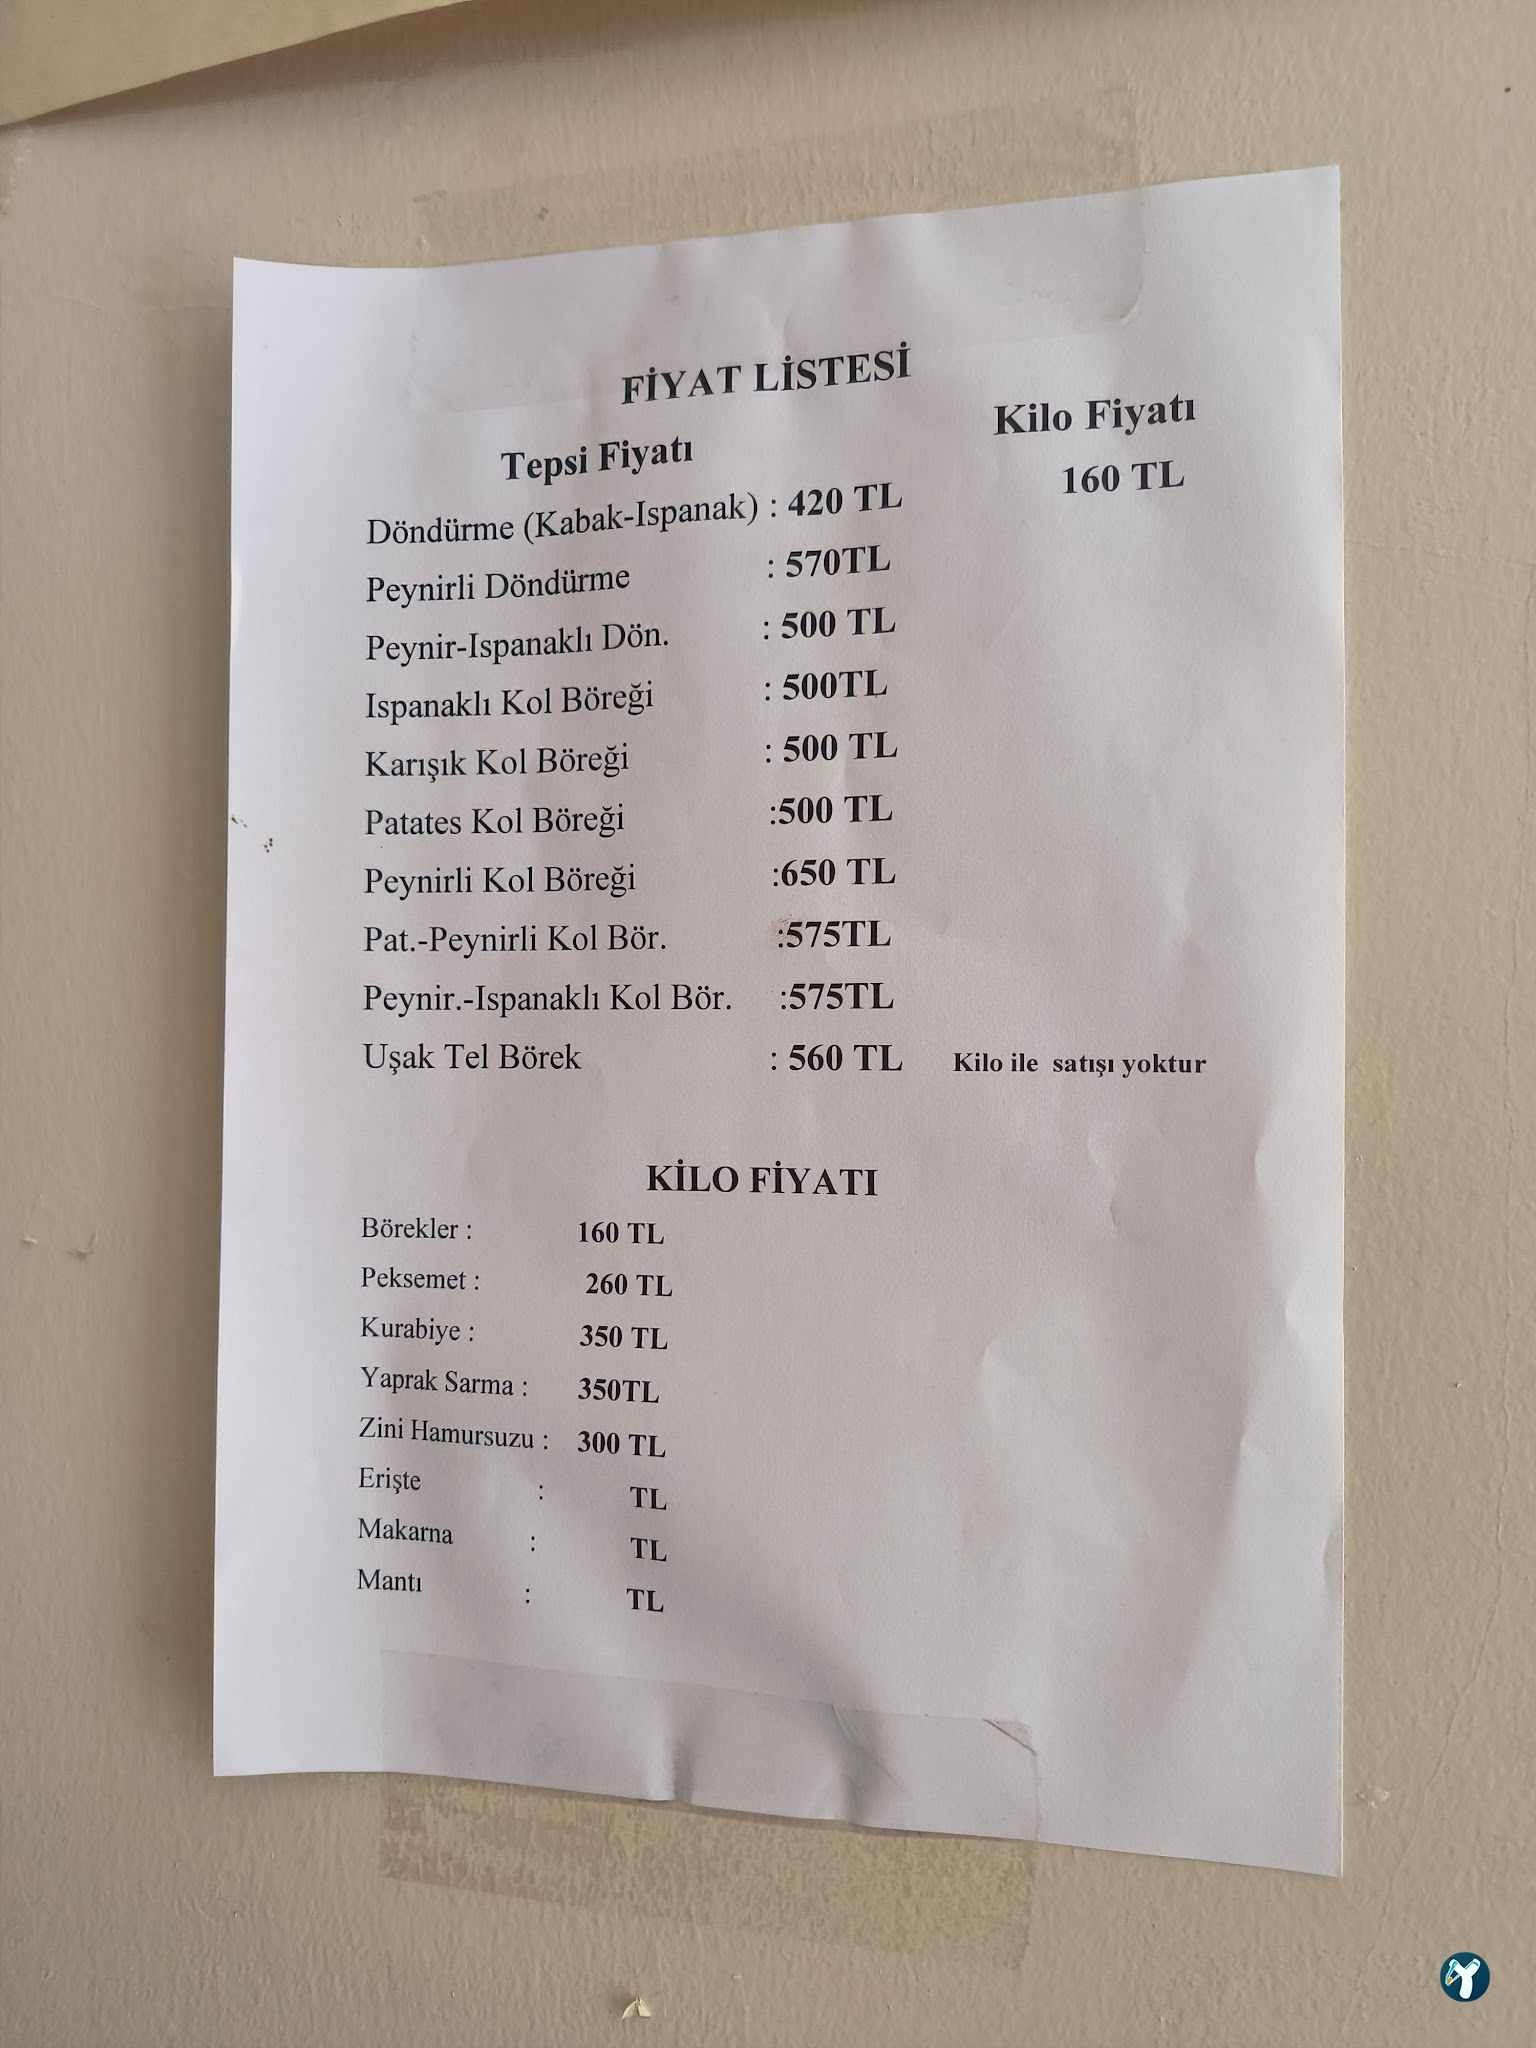 FİYAT LİSTESİ
Tepsi Fiyatı Kilo Fiyatı
Döndürme (Kabak-Ispanak) : 420 TL 160 TL
Peynirli Döndürme : 570TL
Peynir-Ispanaklı Dön. : 500 TL
Ispanaklı Kol Böreği : 500TL
Karışık Kol Böreği : 500 TL
Patates Kol Böreği :500 TL
Peynirli Kol Böreği :650 TL
Pat.-Peynirli Kol Bör. :575TL
Peynir.-Ispanaklı Kol Bör. :575TL
Uşak Tel Börek : 560 TL Kilo ile satışı yoktur
KİLO FİYATI
Börekler : 160 TL
Peksemet : 260 TL
Kurabiye : 350 TL
Yaprak Sarma : 350TL
Zini Hamursuzu : 300 TL
Erişte : TL
Makarna : TL
Mantı : TL